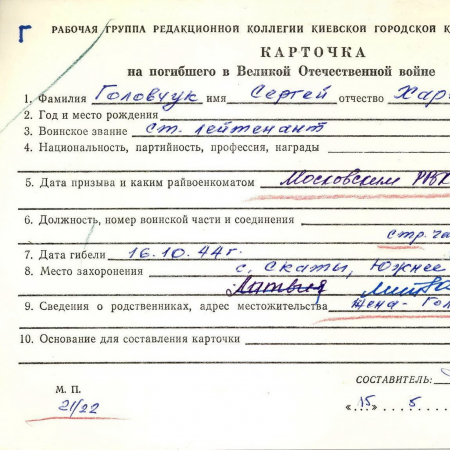 Г
РАБОЧАЯ ГРУППА РЕДАКЦИОННОЙ КОЛЛЕГИИ КИЕВСКОЙ ГОРОДСКОЙ К
КАРТОЧКА
на погибшего в Великой Отечественной войне
1. Фамилия Головчук имя Сергей отчество Хар
2. Год и место рождения
3. Воинское звание ст. лейтенант
4. Национальность, партийность, профессия, награды
5. Дата призыва и каким райвоенкоматом Московским РВК
6. Должность, номер воинской части и соединения
стр. ча
7. Дата гибели 16.10.44г.
8. Место захоронения с. Скаты, Южнее
Латвия
9. Сведения о родственниках, адрес местожительства жена - Гол
10. Основание для составления карточки
СОСТАВИТЕЛЬ:
М. П.
21/22
«15» 5